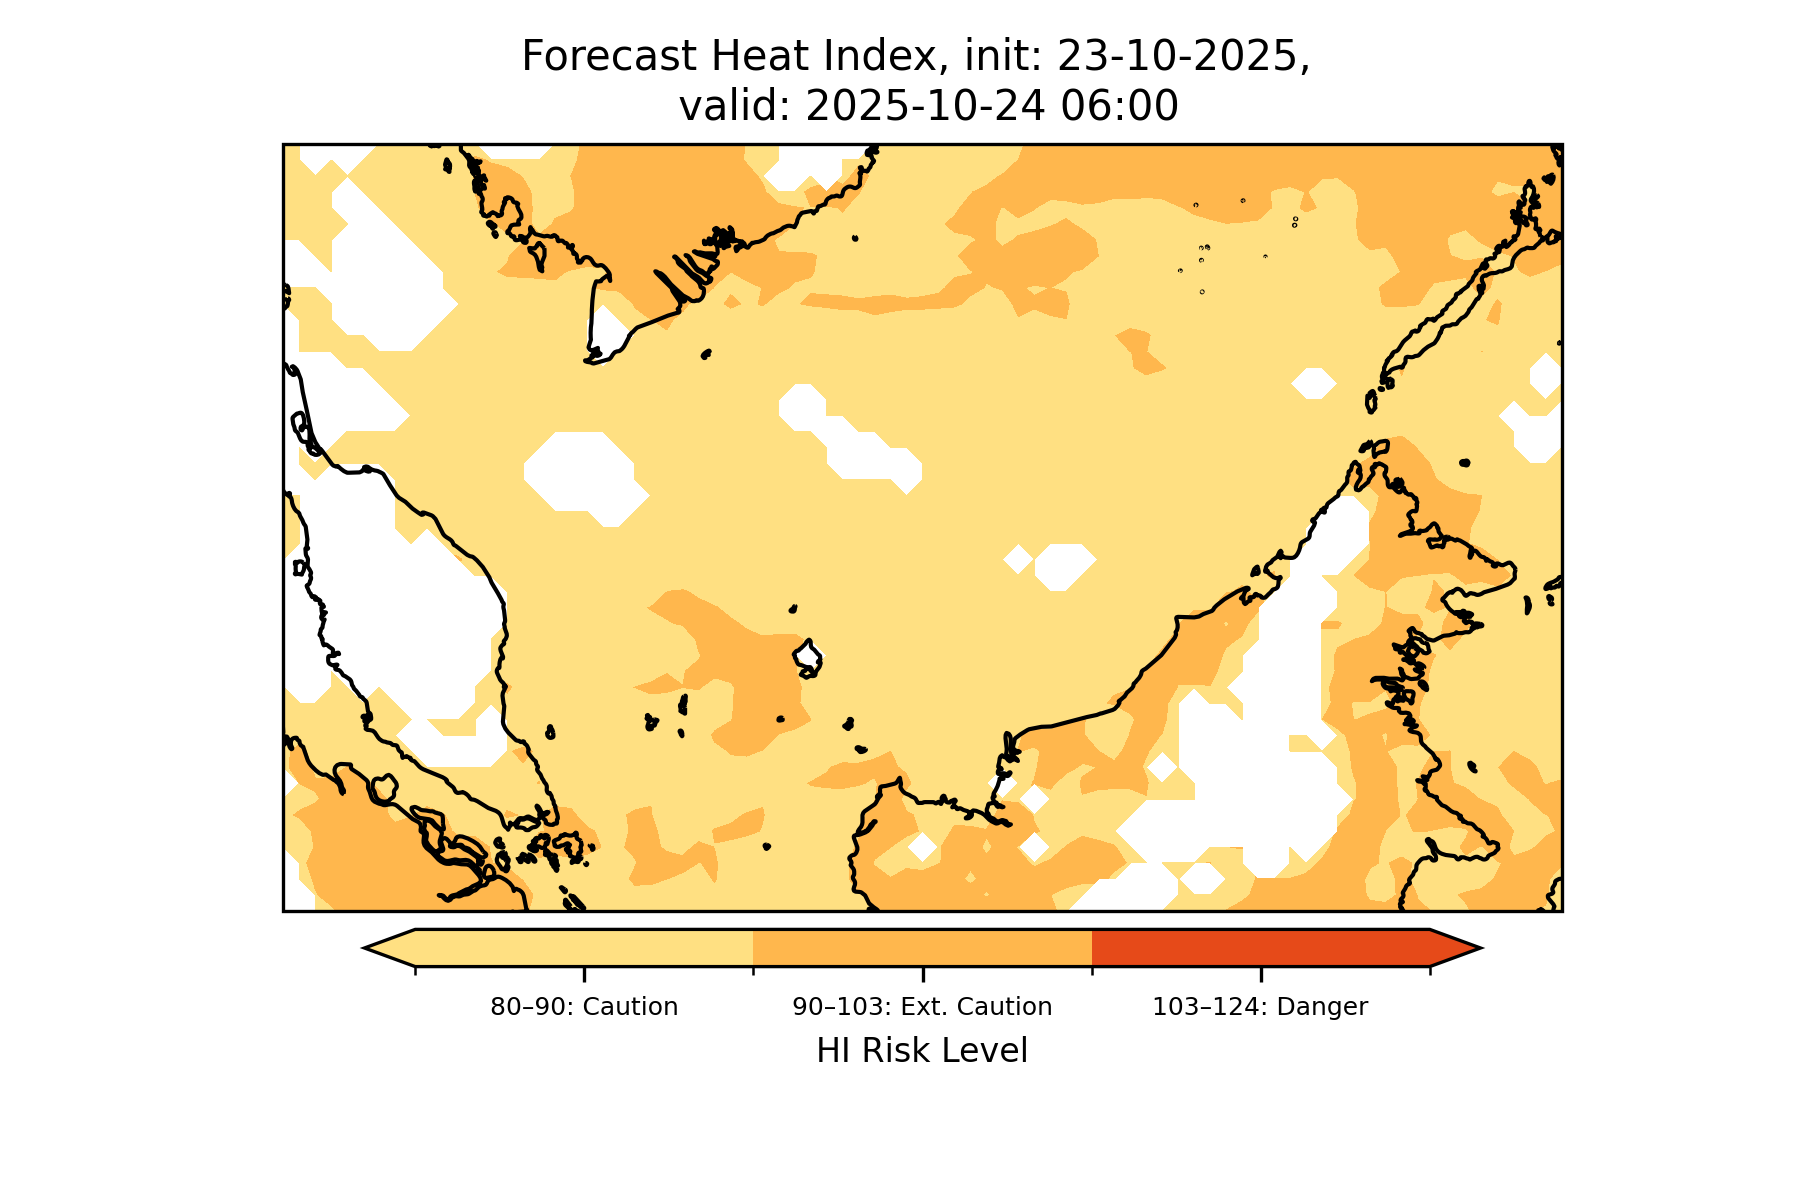 Forecast Heat Index, init: 23-10-2025,
valid: 2025-10-24 06:00
80–90: Caution
90–103: Ext. Caution
103–124: Danger
HI Risk Level